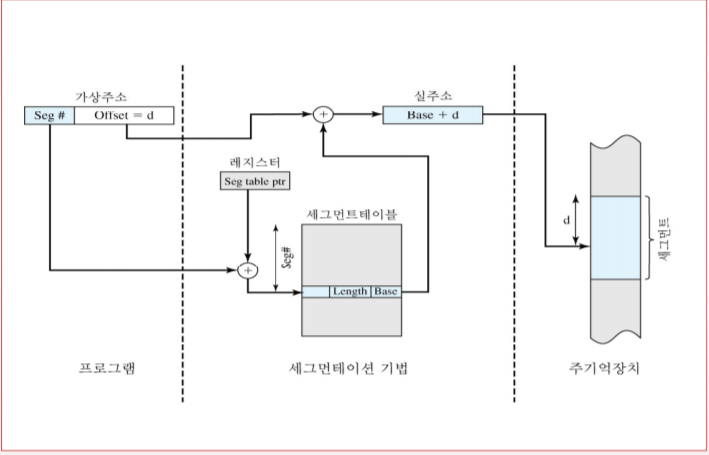 가상주소
Seg #
Offset = d
실주소
Base + d
레지스터
Seg table ptr
세그먼트테이블
Seg#
Length
Base
d
세그먼트
프로그램
세그먼테이션 기법
주기억장치
+
+